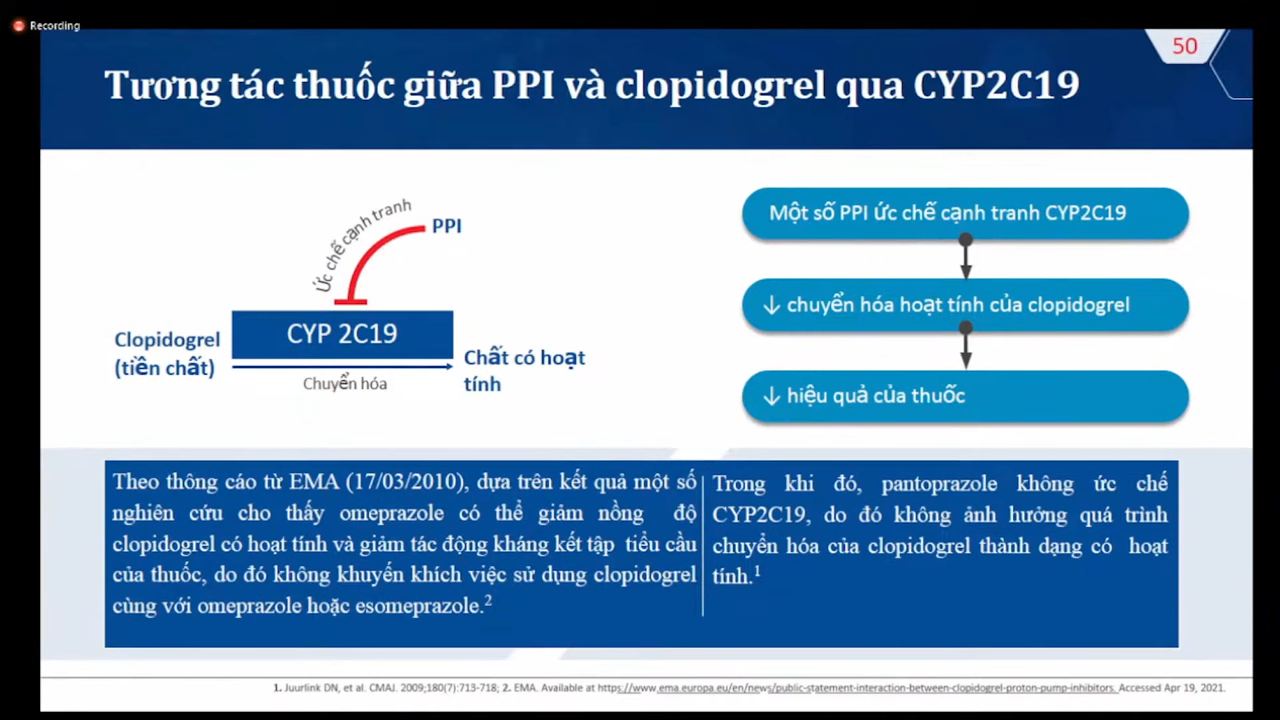 Recording
50
Tương tác thuốc giữa PPI và clopidogrel qua CYP2C19
Ức chế cạnh tranh
PPI
CYP 2C19
Clopidogrel
(tiền chất)
Chuyển hóa
Chất có hoạt
tính
Một số PPI ức chế cạnh tranh CYP2C19
↓ chuyển hóa hoạt tính của clopidogrel
↓ hiệu quả của thuốc
Theo thông cáo từ EMA (17/03/2010), dựa trên kết quả một số
nghiên cứu cho thấy omeprazole có thể giảm nồng độ
clopidogrel có hoạt tính và giảm tác động kháng kết tập tiểu cầu
của thuốc, do đó không khuyến khích việc sử dụng clopidogrel
cùng với omeprazole hoặc esomeprazole.2
Trong khi đó, pantoprazole không ức chế
CYP2C19, do đó không ảnh hưởng quá trình
chuyển hóa của clopidogrel thành dạng có hoạt
tính.1
1. Juurlink DN, et al. CMAJ. 2009;180(7):713-718; 2. EMA. Available at https://www.ema.europa.eu/en/news/public-statement-interaction-between-clopidogrel-proton-pump-inhibitors. Accessed Apr 19, 2021.